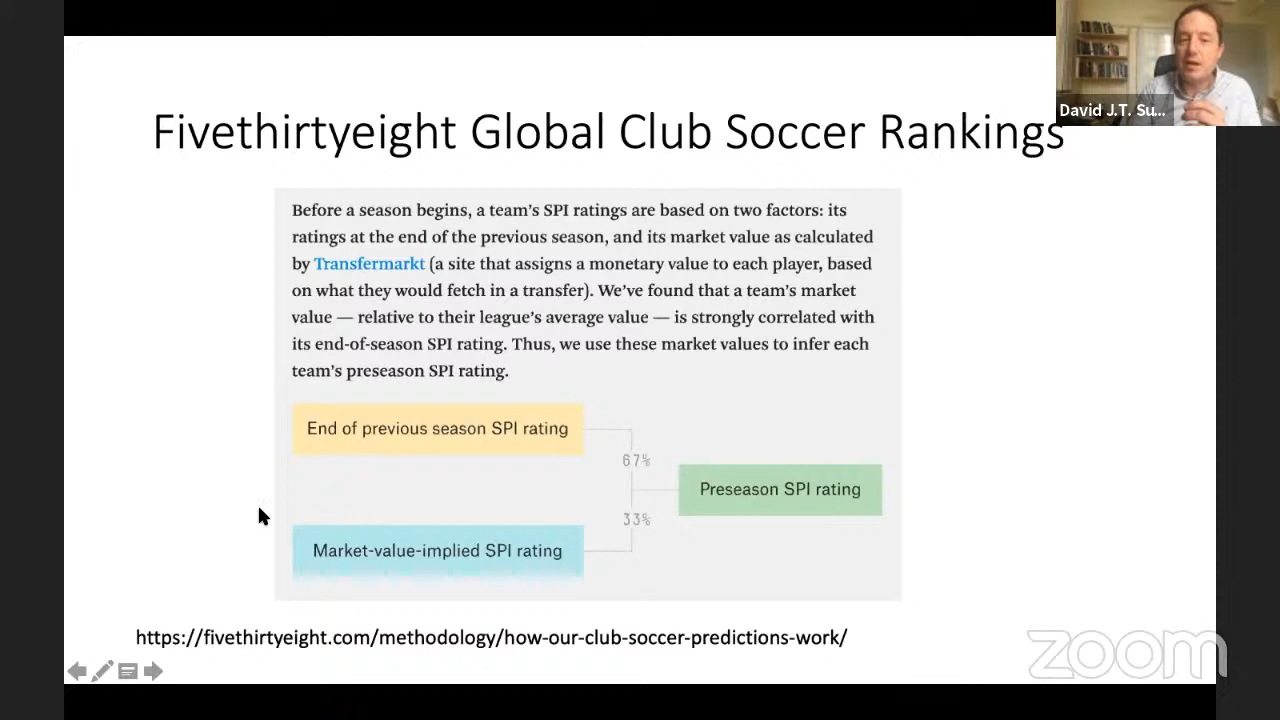 David J.T. Su...
Fivethirtyeight Global Club Soccer Rankings
Before a season begins, a team’s SPI ratings are based on two factors: its
ratings at the end of the previous season, and its market value as calculated
by Transfermarkt (a site that assigns a monetary value to each player, based
on what they would fetch in a transfer). We’ve found that a team’s market
value — relative to their league’s average value — is strongly correlated with
its end-of-season SPI rating. Thus, we use these market values to infer each
team’s preseason SPI rating.
End of previous season SPI rating
67%
Preseason SPI rating
33%
Market-value-implied SPI rating
https://fivethirtyeight.com/methodology/how-our-club-soccer-predictions-work/
zoom